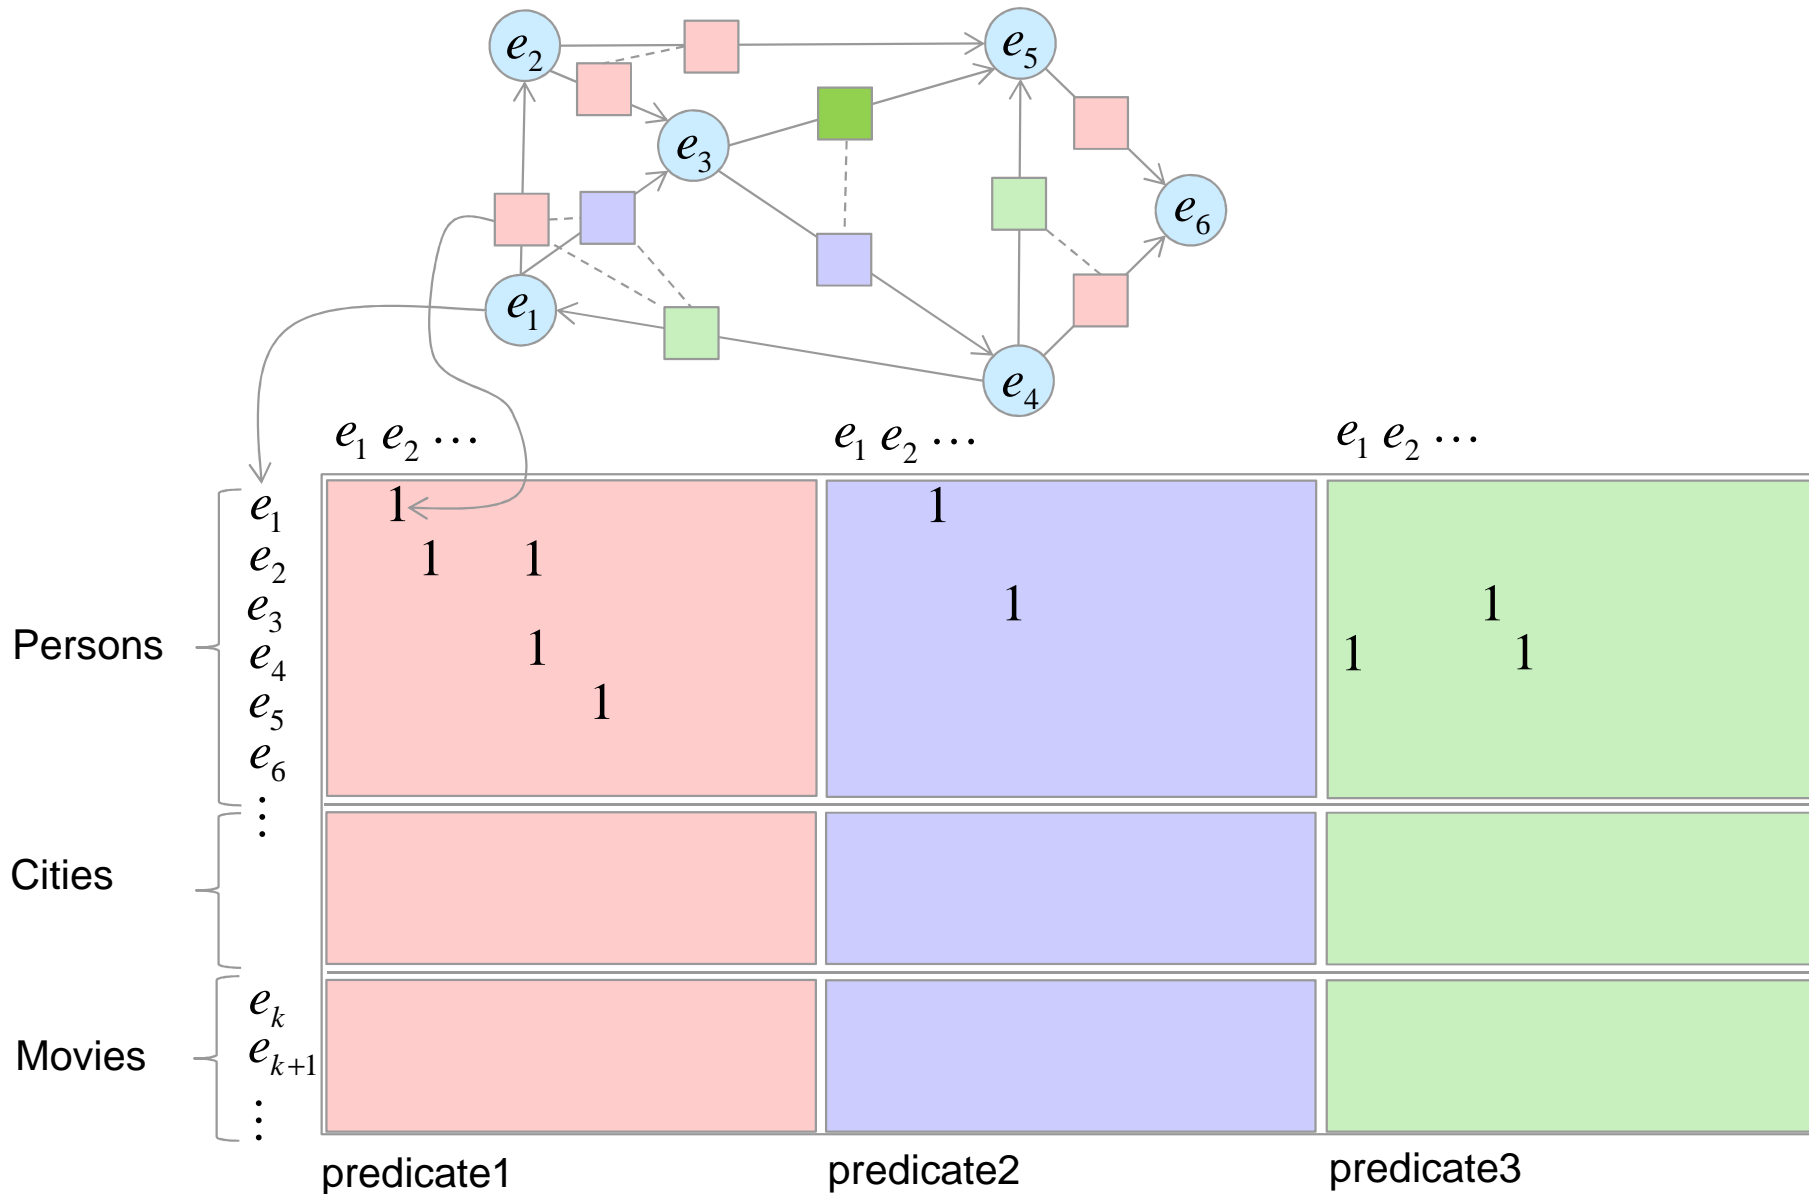 e₂ e₅
e₃
e₆
e₁
e₄
e₁ e₂ ⋯ e₁ e₂ ⋯ e₁ e₂ ⋯
e₁ 1 1
e₂ 1 1
e₃ 1 1
Persons e₄ 1 1 1
e₅ 1
e₆
⋮
Cities
eₖ
Movies eₖ₊₁
⋮
predicate1 predicate2 predicate3